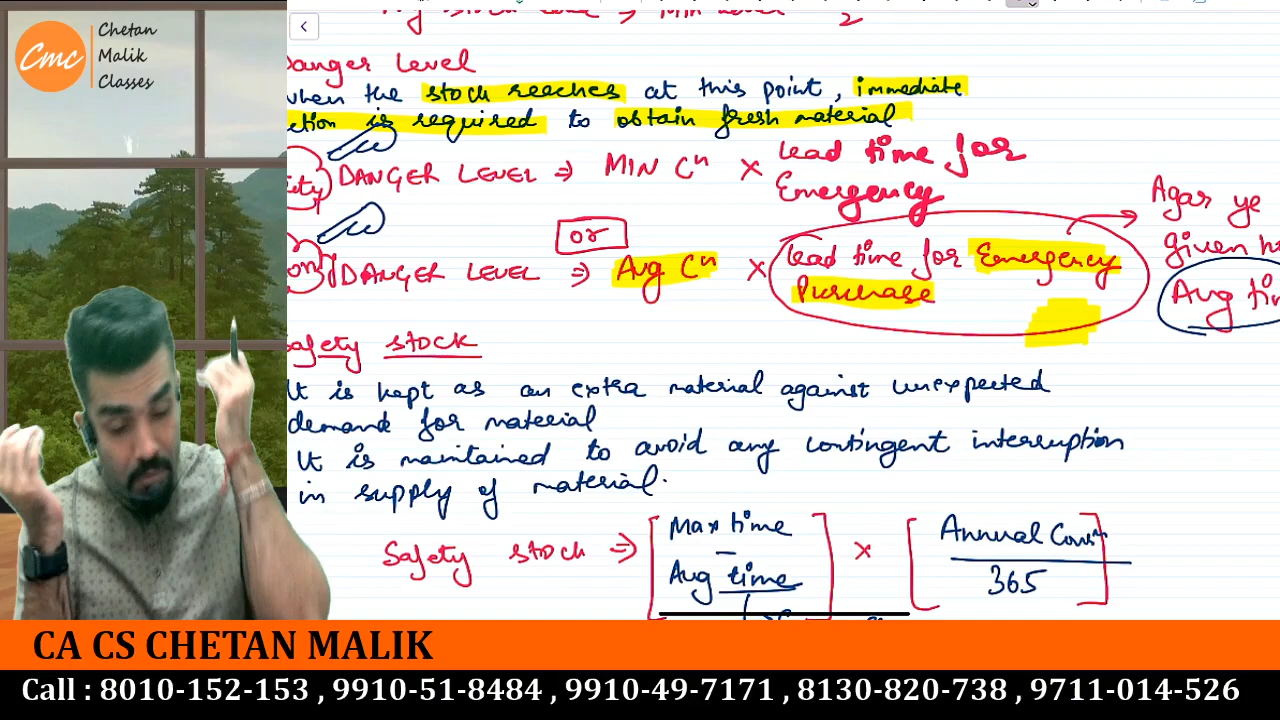 Cmc
Chetan
Malik
Classes
Danger Level
when the stock reaches at this point, immediate
ction is required to obtain fresh material
DANGER LEVEL ⇒ MIN Cⁿ × Lead time for
Emergency
or
DANGER LEVEL ⇒ Avg Cⁿ × Lead time for Emergency
Purchase
Agar ye
given
Avg tim
Safety stock
It is kept as an extra material against unexpected
demand for material
It is maintained to avoid any contingent interruption
in supply of material.
Safety stock ⇒ [Max time - Avg time] × [Annual Consⁿ / 365]
CA CS CHETAN MALIK
Call : 8010-152-153 , 9910-51-8484 , 9910-49-7171 , 8130-820-738 , 9711-014-526